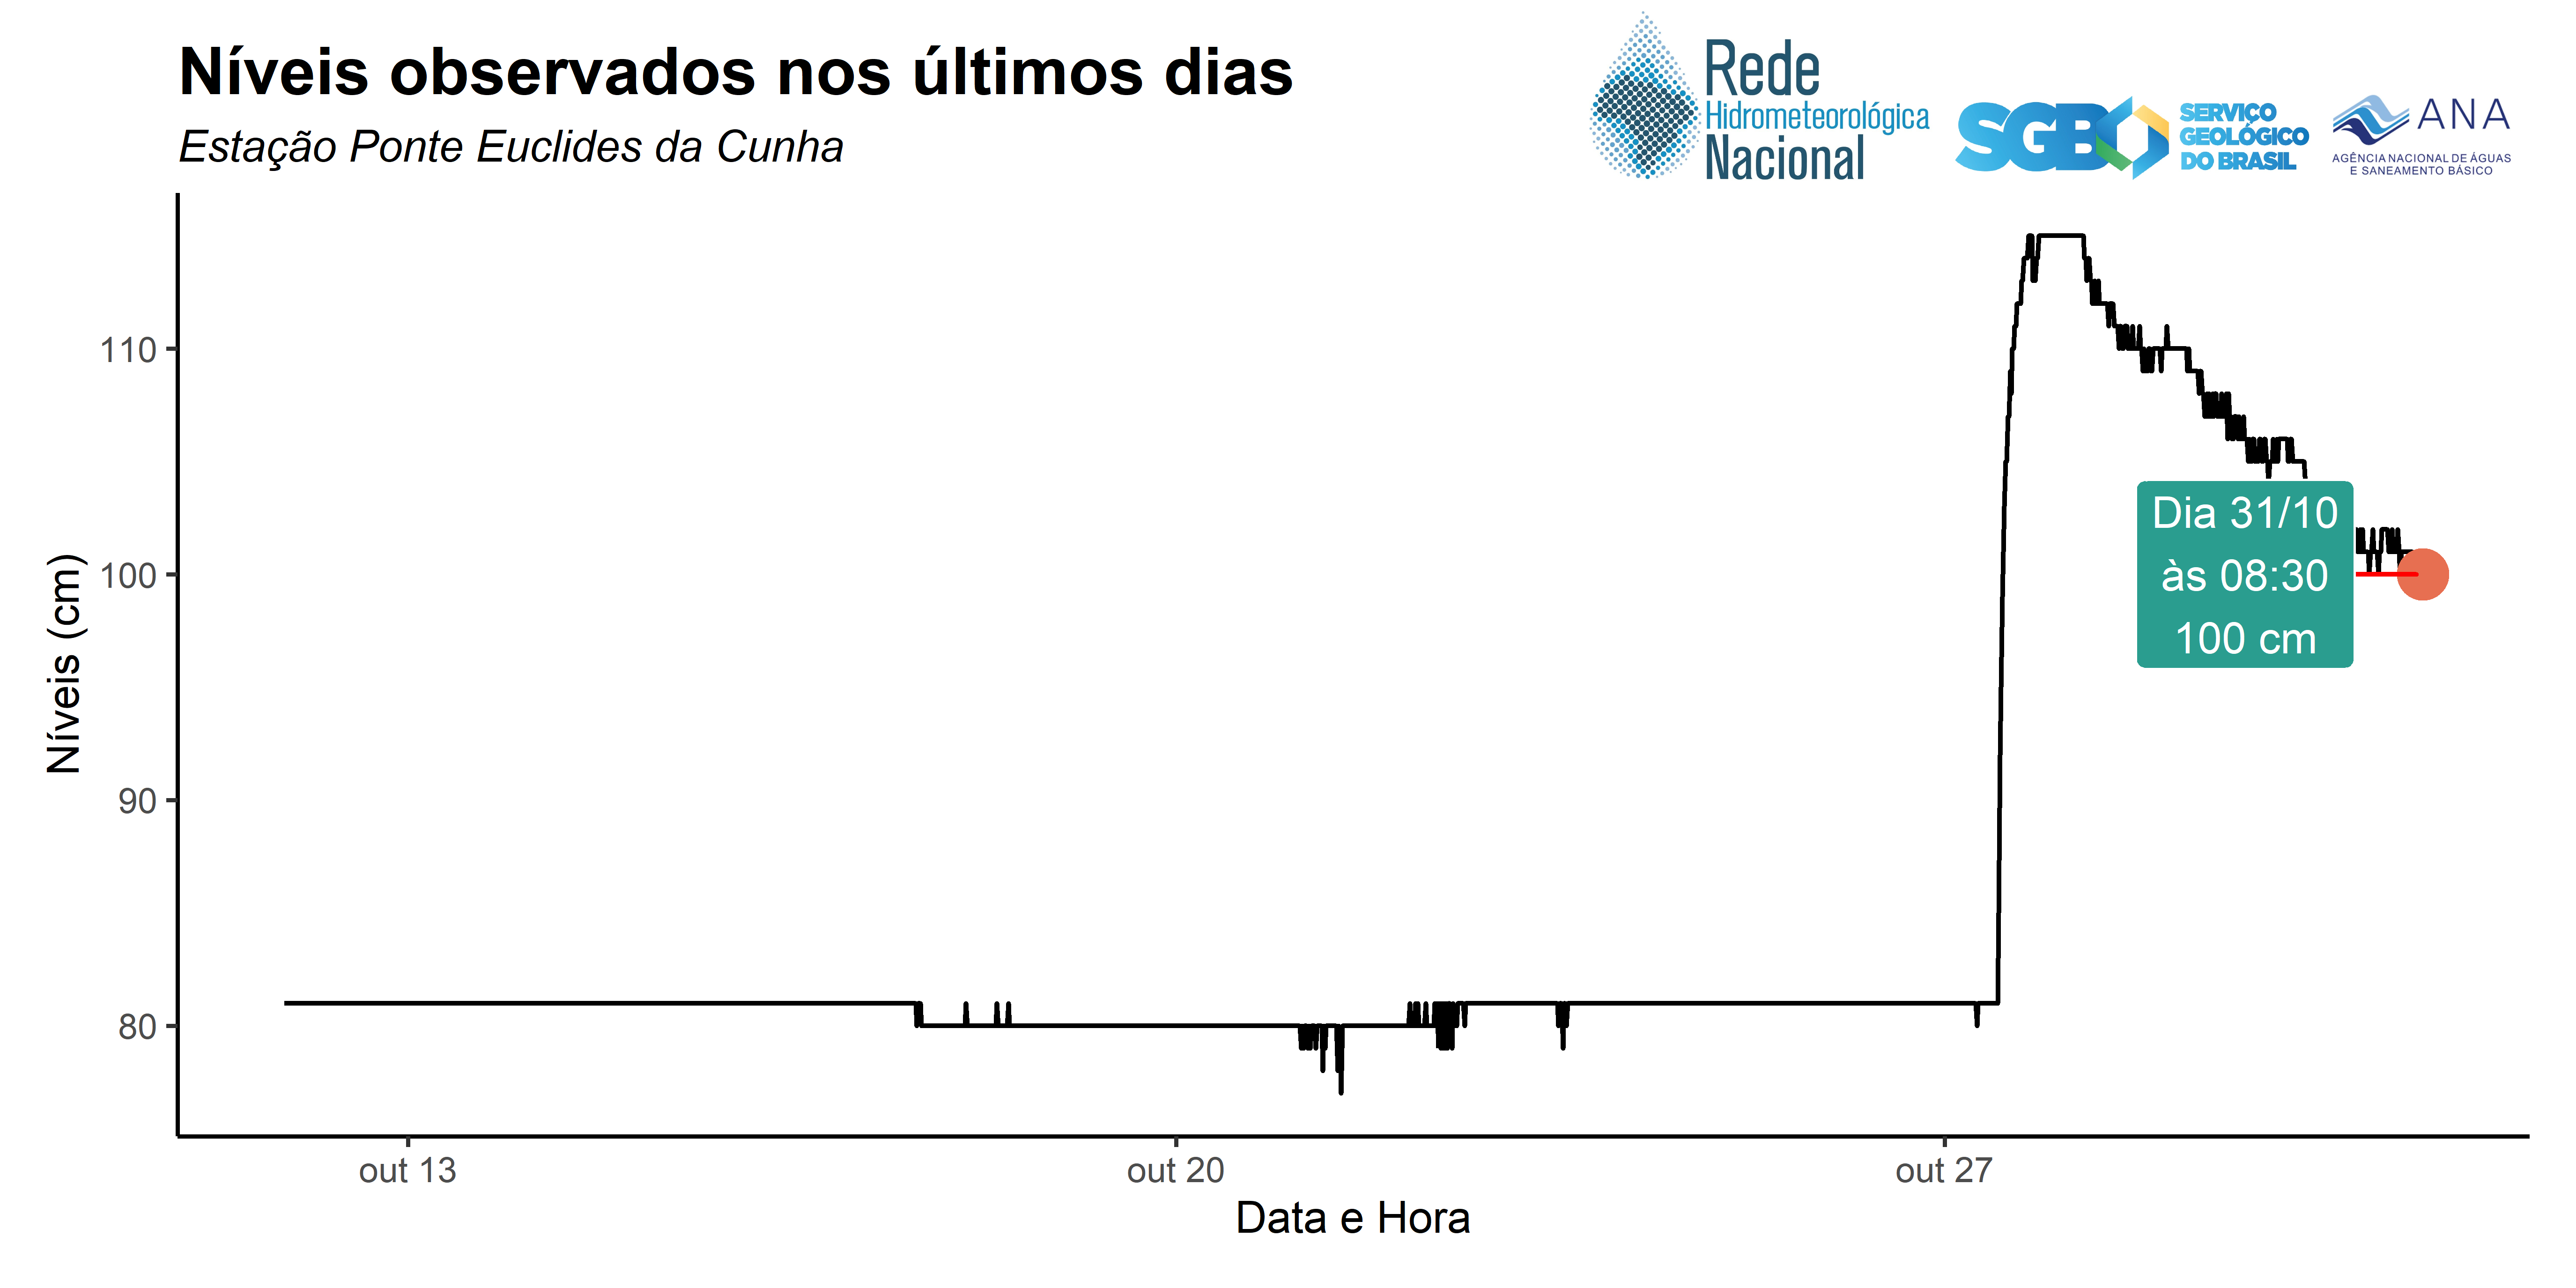 Níveis observados nos últimos dias
Estação Ponte Euclides da Cunha
Rede
Hidrometeorológica
Nacional
SGB
SERVIÇO
GEOLÓGICO
DO BRASIL
ANA
AGÊNCIA NACIONAL DE ÁGUAS
E SANEAMENTO BÁSICO
Níveis (cm)
110
100
90
80
Dia 31/10
às 08:30
100 cm
out 13
out 20
out 27
Data e Hora